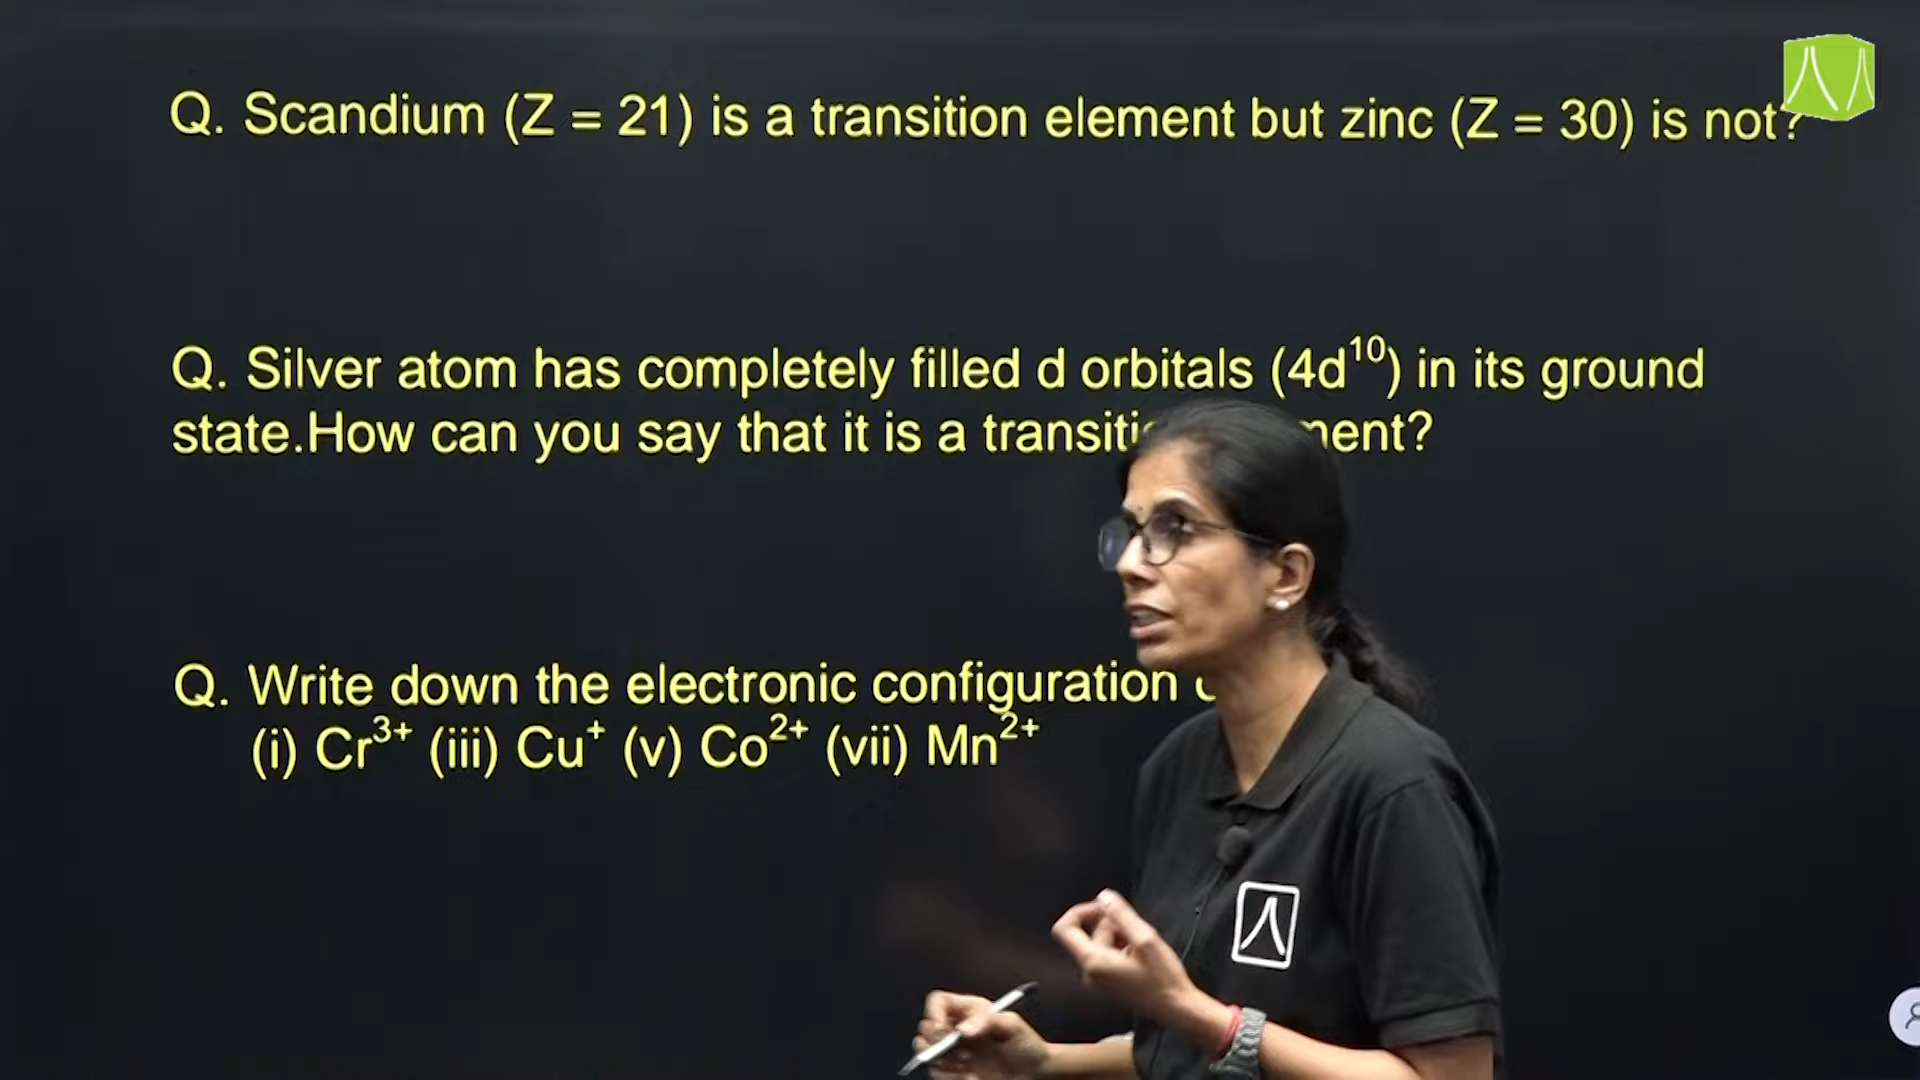 Q. Scandium (Z = 21) is a transition element but zinc (Z = 30) is not?
Q. Silver atom has completely filled d orbitals (4d¹⁰) in its ground
state.How can you say that it is a
Q. Write down the electronic configuration
(i) Cr³⁺ (iii) Cu⁺ (v) Co²⁺ (vii) Mn²⁺